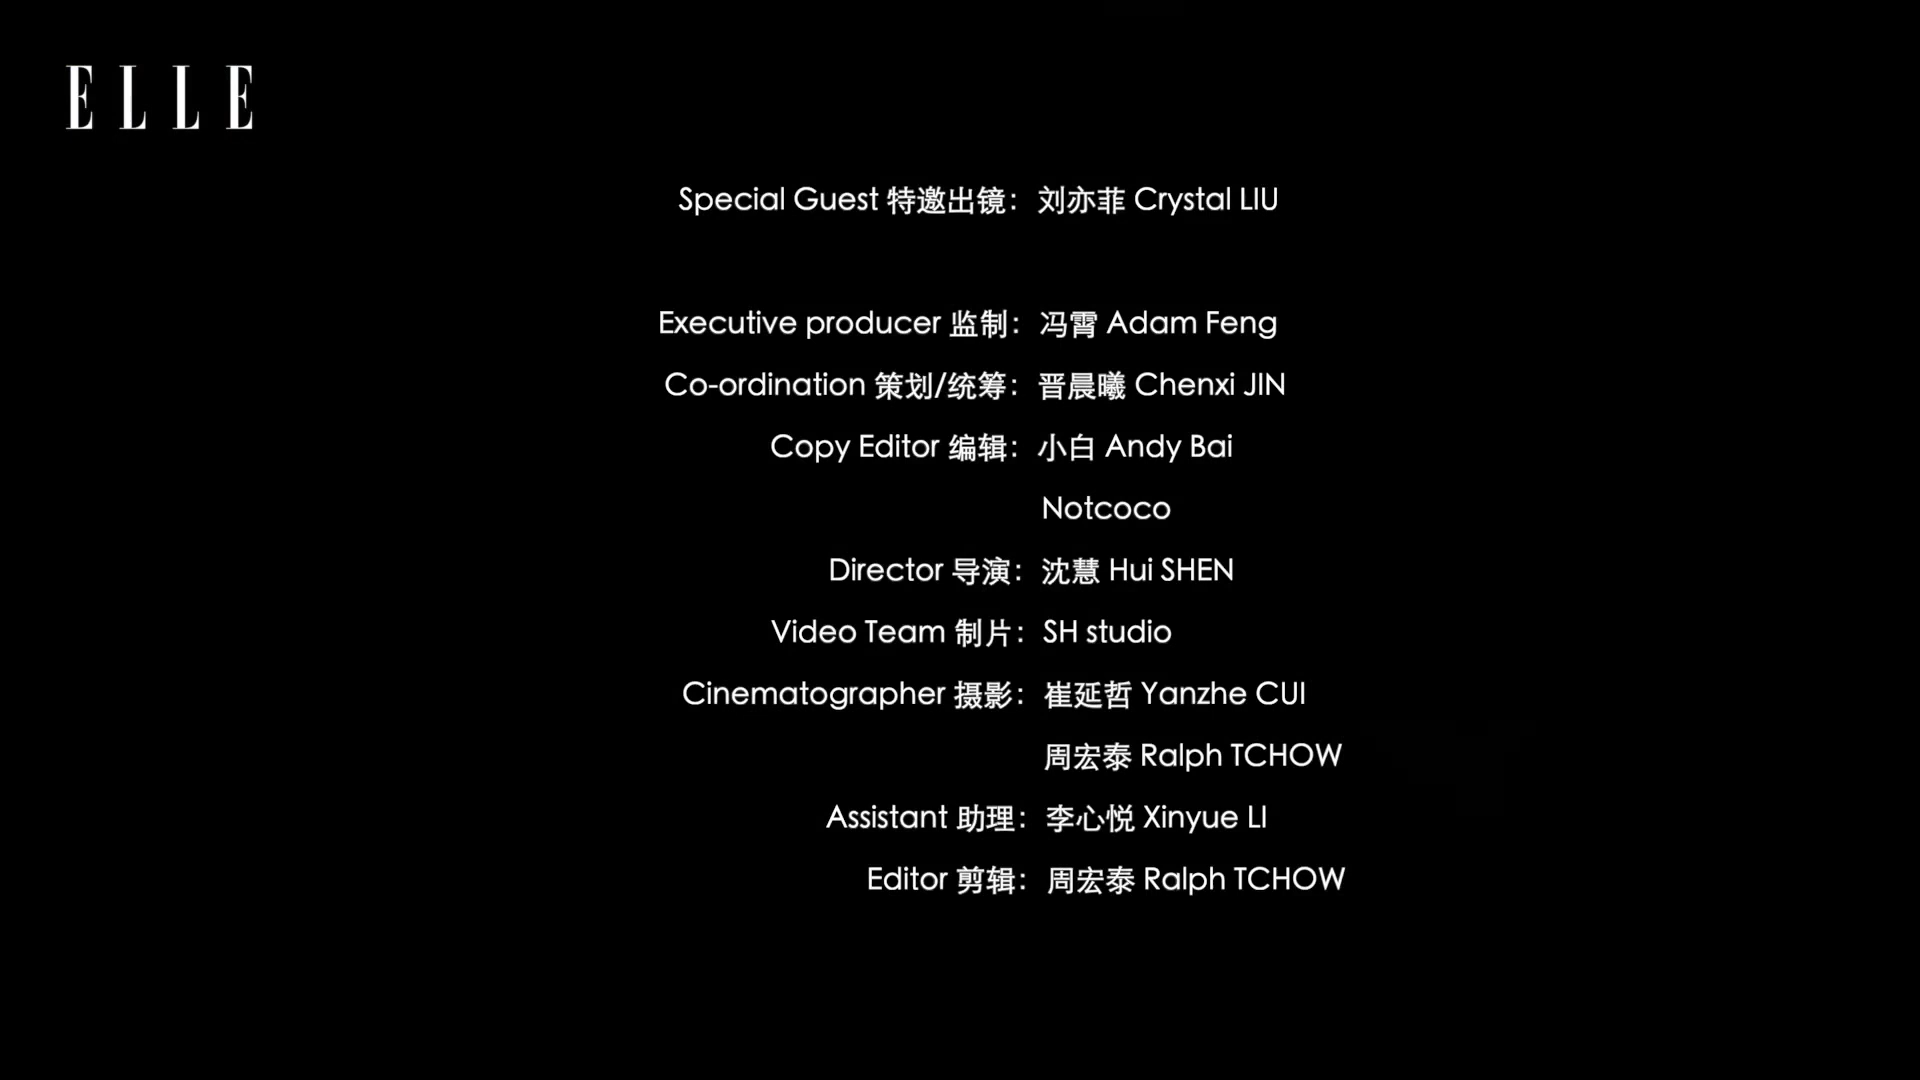 ELLE
Special Guest 特邀出镜：刘亦菲 Crystal LIU
Executive producer 监制：冯霄 Adam Feng
Co-ordination 策划/统筹：晋晨曦 Chenxi JIN
Copy Editor 编辑：小白 Andy Bai
Notcoco
Director 导演：沈慧 Hui SHEN
Video Team 制片：SH studio
Cinematographer 摄影：崔延哲 Yanzhe CUI
周宏泰 Ralph TCHOW
Assistant 助理：李心悦 Xinyue LI
Editor 剪辑：周宏泰 Ralph TCHOW